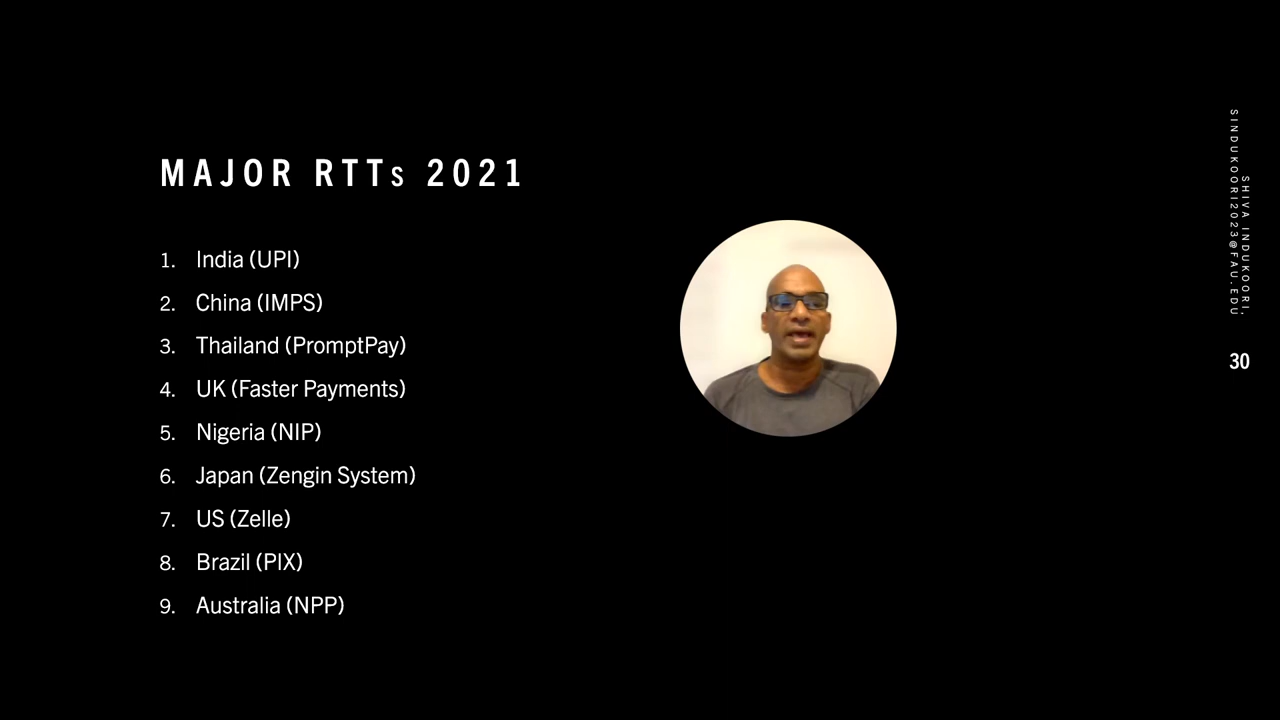 MAJOR RTTs 2021
1. India (UPI)
2. China (IMPS)
3. Thailand (PromptPay)
4. UK (Faster Payments)
5. Nigeria (NIP)
6. Japan (Zengin System)
7. US (Zelle)
8. Brazil (PIX)
9. Australia (NPP)
SHIVA INDUKOORI,
SINDUKOORI2023@FAU.EDU
30